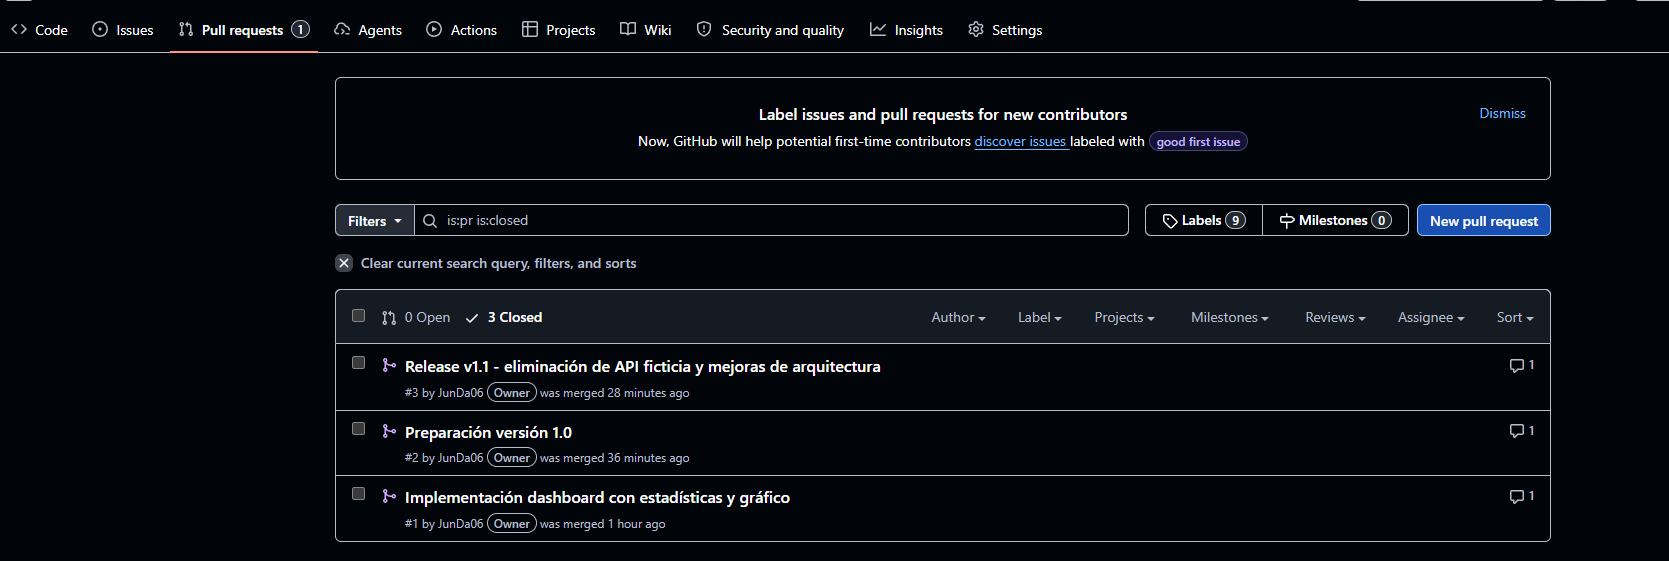 Code Issues Pull requests 1 Agents Actions Projects Wiki Security and quality Insights Settings
Label issues and pull requests for new contributors
Dismiss
Now, GitHub will help potential first-time contributors discover issues labeled with good first issue
Filters is:pr is:closed Labels 9 Milestones 0 New pull request
Clear current search query, filters, and sorts
0 Open 3 Closed Author Label Projects Milestones Reviews Assignee Sort
Release v1.1 - eliminación de API ficticia y mejoras de arquitectura 1
#3 by JunDa06 Owner was merged 28 minutes ago
Preparación versión 1.0 1
#2 by JunDa06 Owner was merged 36 minutes ago
Implementación dashboard con estadísticas y gráfico 1
#1 by JunDa06 Owner was merged 1 hour ago